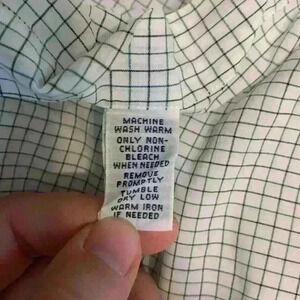 MACHINE
WASH WARM
ONLY NON-
CHLORINE
BLEACH
WHEN NEEDED
REMOVE
PROMPTLY
TUMBLE
DRY LOW
WARM IRON
IF NEEDED